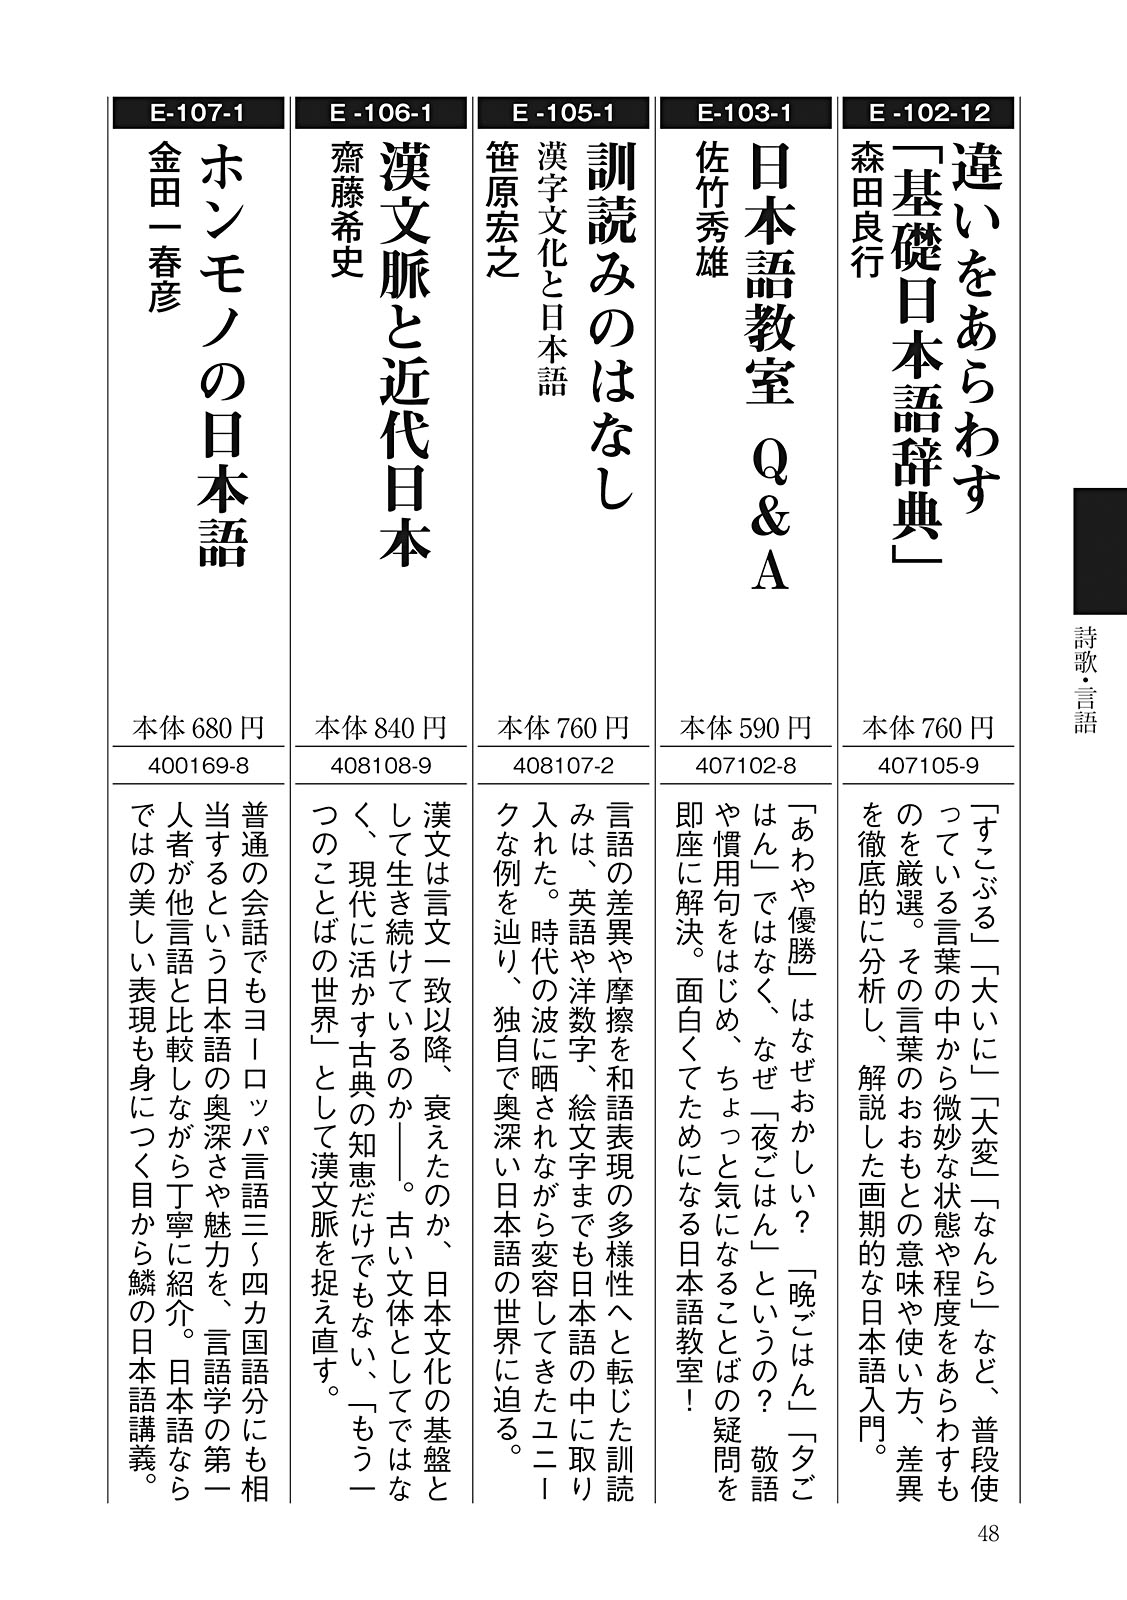 詩歌・言語
E -102-12
違いをあらわす
「基礎日本語辞典」
森田良行
本体 760 円
407105-9
「すこぶる」「大いに」「大変」「なんら」など、普段使
っている言葉の中から微妙な状態や程度をあらわすも
のを厳選。その言葉のおおもとの意味や使い方、差異
を徹底的に分析し、解説した画期的な日本語入門。
E-103-1
日本語教室 Q＆A
佐竹秀雄
本体 590 円
407102-8
「あわや優勝」はなぜおかしい？ 「晩ごはん」「夕ご
はん」ではなく、なぜ「夜ごはん」というの？ 敬語
や慣用句をはじめ、ちょっと気になることばの疑問を
即座に解決。面白くてためになる日本語教室！
E -105-1
訓読みのはなし
漢字文化と日本語
笹原宏之
本体 760 円
408107-2
言語の差異や摩擦を和語表現の多様性へと転じた訓読
みは、英語や洋数字、絵文字までも日本語の中に取り
入れた。時代の波に晒されながら変容してきたユニー
クな例を辿り、独自で奥深い日本語の世界に迫る。
E -106-1
漢文脈と近代日本
齋藤希史
本体 840 円
408108-9
漢文は言文一致以降、衰えたのか、日本文化の基盤と
して生き続けているのか――。古い文体としてではな
く、現代に活かす古典の知恵だけでもない、「もう一
つのことばの世界」として漢文脈を捉え直す。
E-107-1
ホンモノの日本語
金田一春彦
本体 680 円
400169-8
普通の会話でもヨーロッパ言語三〜四カ国語分にも相
当するという日本語の奥深さや魅力を、言語学の第一
人者が他言語と比較しながら丁寧に紹介。日本語なら
ではの美しい表現も身につく目から鱗の日本語講義。
48